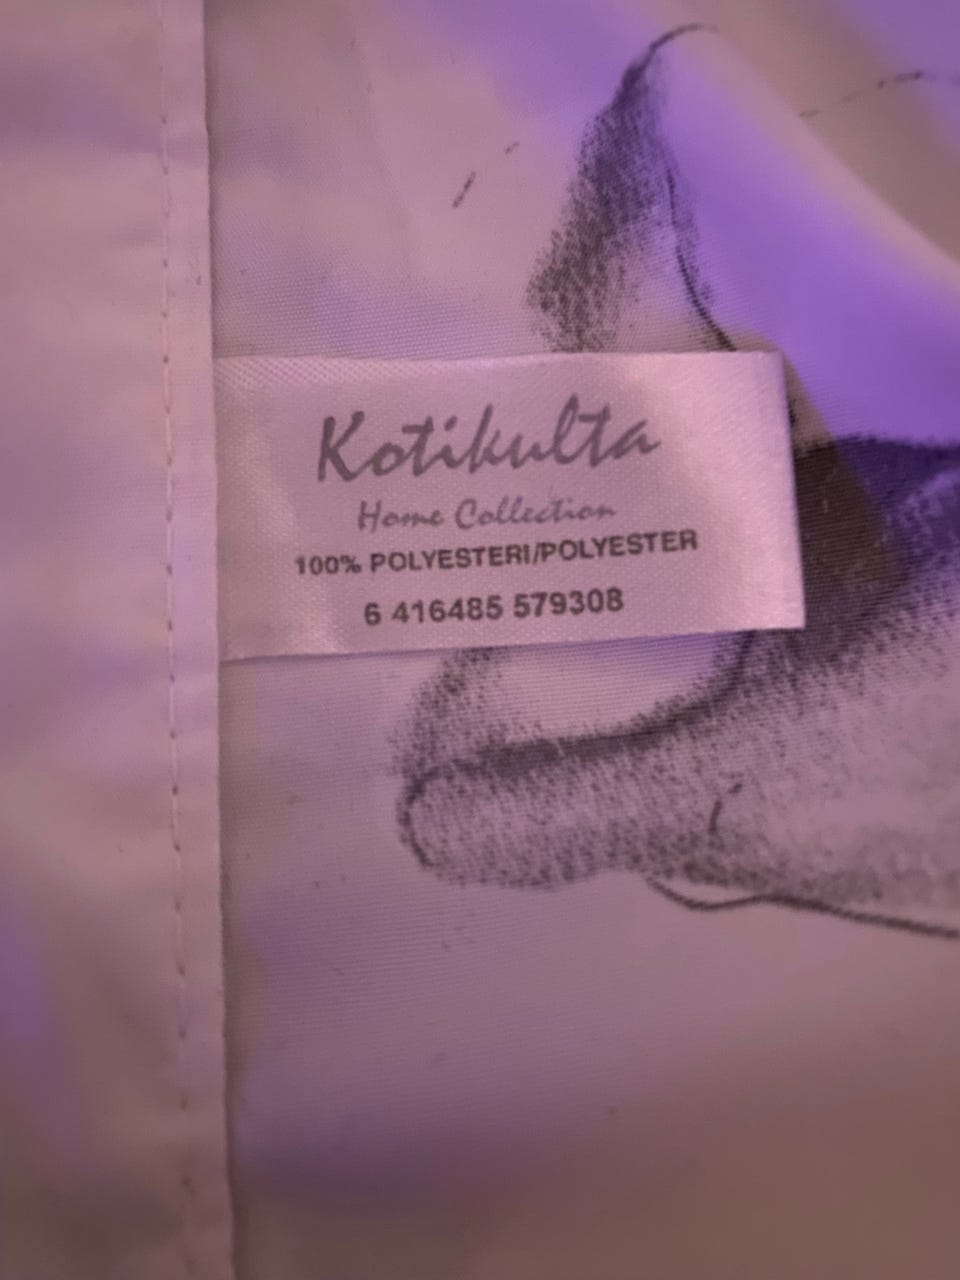 Kotikulta
Home Collection
100% POLYESTERI/POLYESTER
6 416485 579308